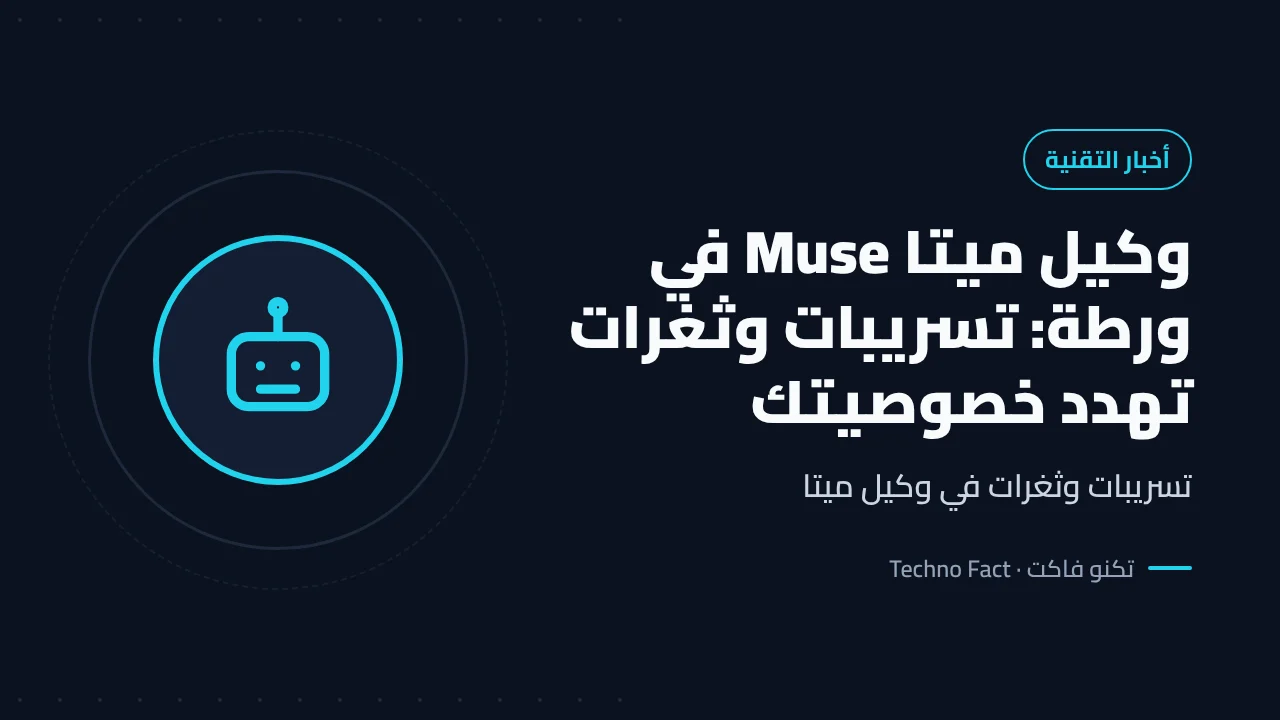 أخبار التقنية
وكيل ميتا Muse في
ورطة: تسريبات وثغرات
تهدد خصوصيتك
تسريبات وثغرات في وكيل ميتا
تكنو فاكت · Techno Fact